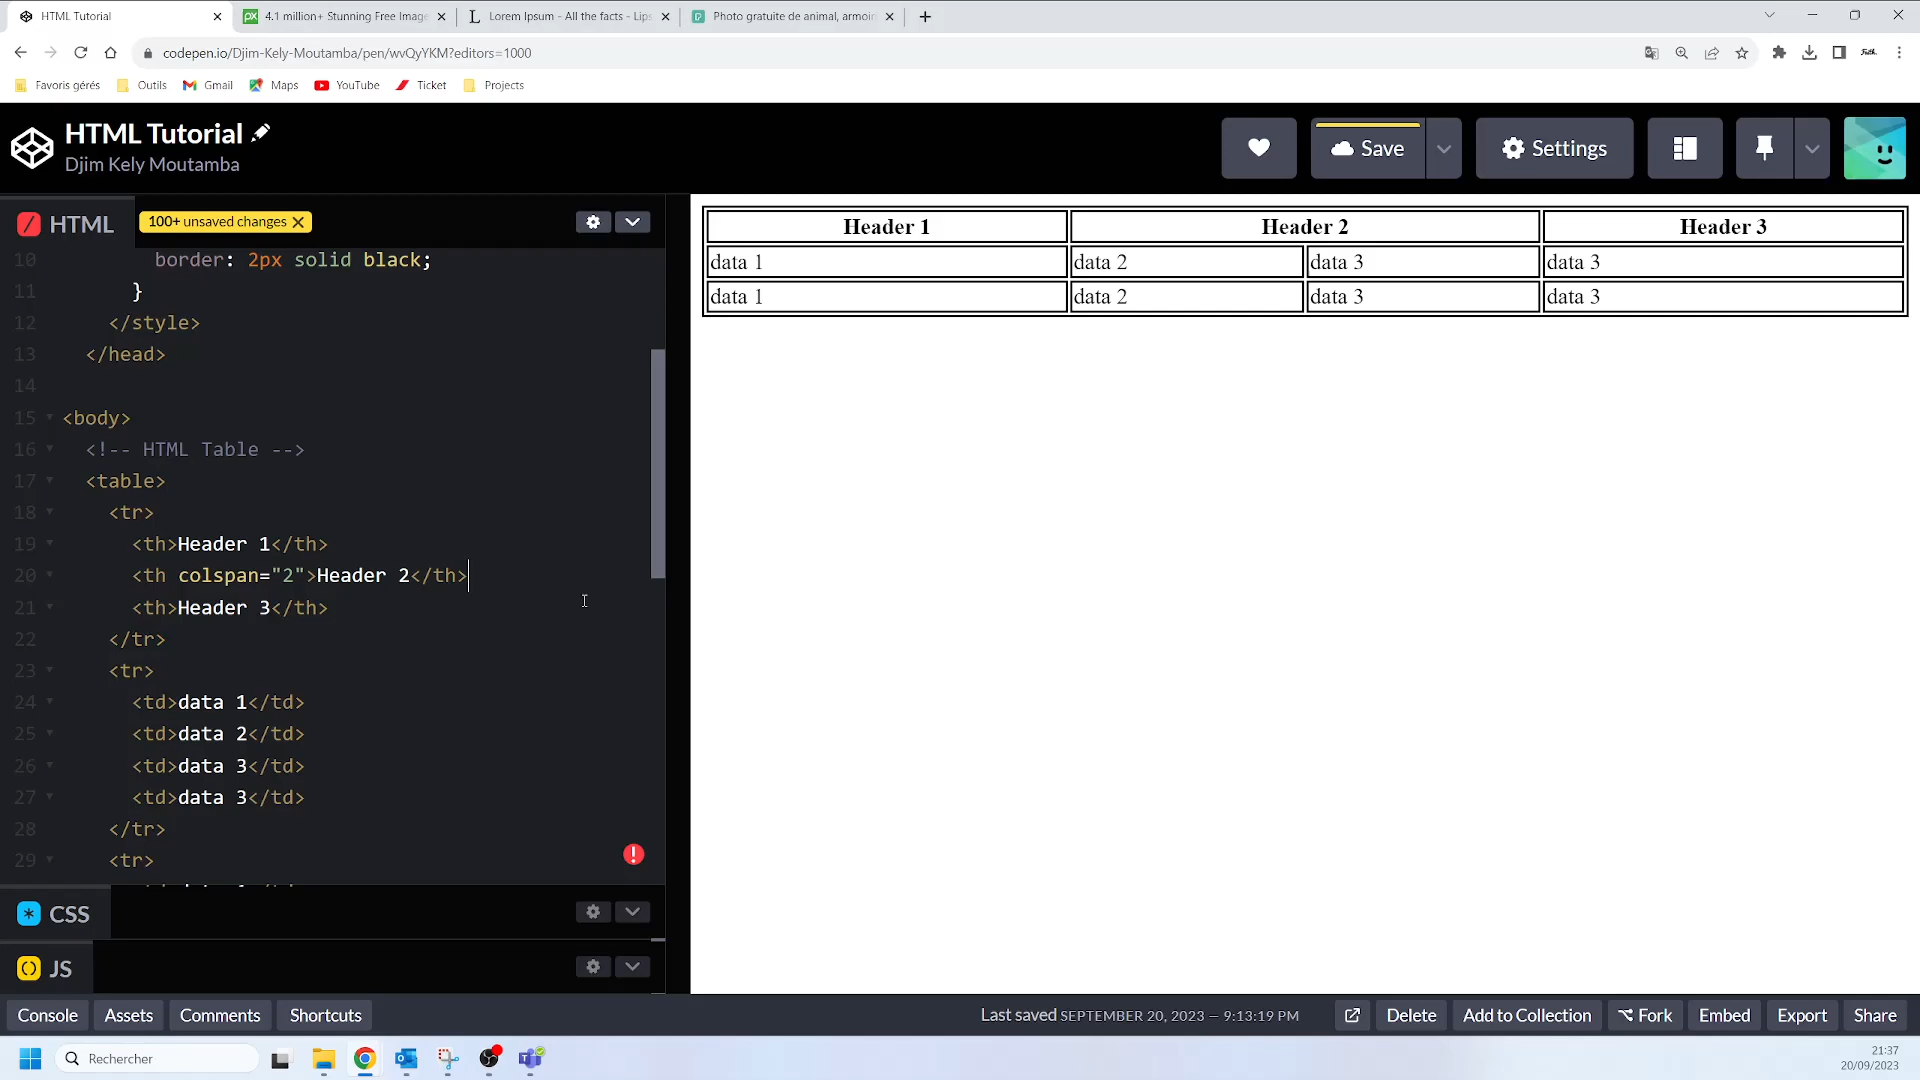 HTML Tutorial
4.1 million+ Stunning Free Image
Lorem Ipsum - All the facts - Lips
Photo gratuite de animal, armoir
codepen.io/Djim-Kely-Moutamba/pen/wvQyYKM?editors=1000
Favoris gérés
Outils
Gmail
Maps
YouTube
Ticket
Projects
HTML Tutorial
Djim Kely Moutamba
Save
Settings
HTML
100+ unsaved changes
10 border: 2px solid black;
11 }
12 </style>
13 </head>
14
15 <body>
16 <!-- HTML Table -->
17 <table>
18 <tr>
19 <th>Header 1</th>
20 <th colspan="2">Header 2</th>
21 <th>Header 3</th>
22 </tr>
23 <tr>
24 <td>data 1</td>
25 <td>data 2</td>
26 <td>data 3</td>
27 <td>data 3</td>
28 </tr>
29 <tr>
Header 1 Header 2 Header 3
data 1 data 2 data 3 data 3
data 1 data 2 data 3 data 3
CSS
JS
Console
Assets
Comments
Shortcuts
Last saved SEPTEMBER 20, 2023 — 9:13:19 PM
Delete
Add to Collection
Fork
Embed
Export
Share
Rechercher
21:37
20/09/2023